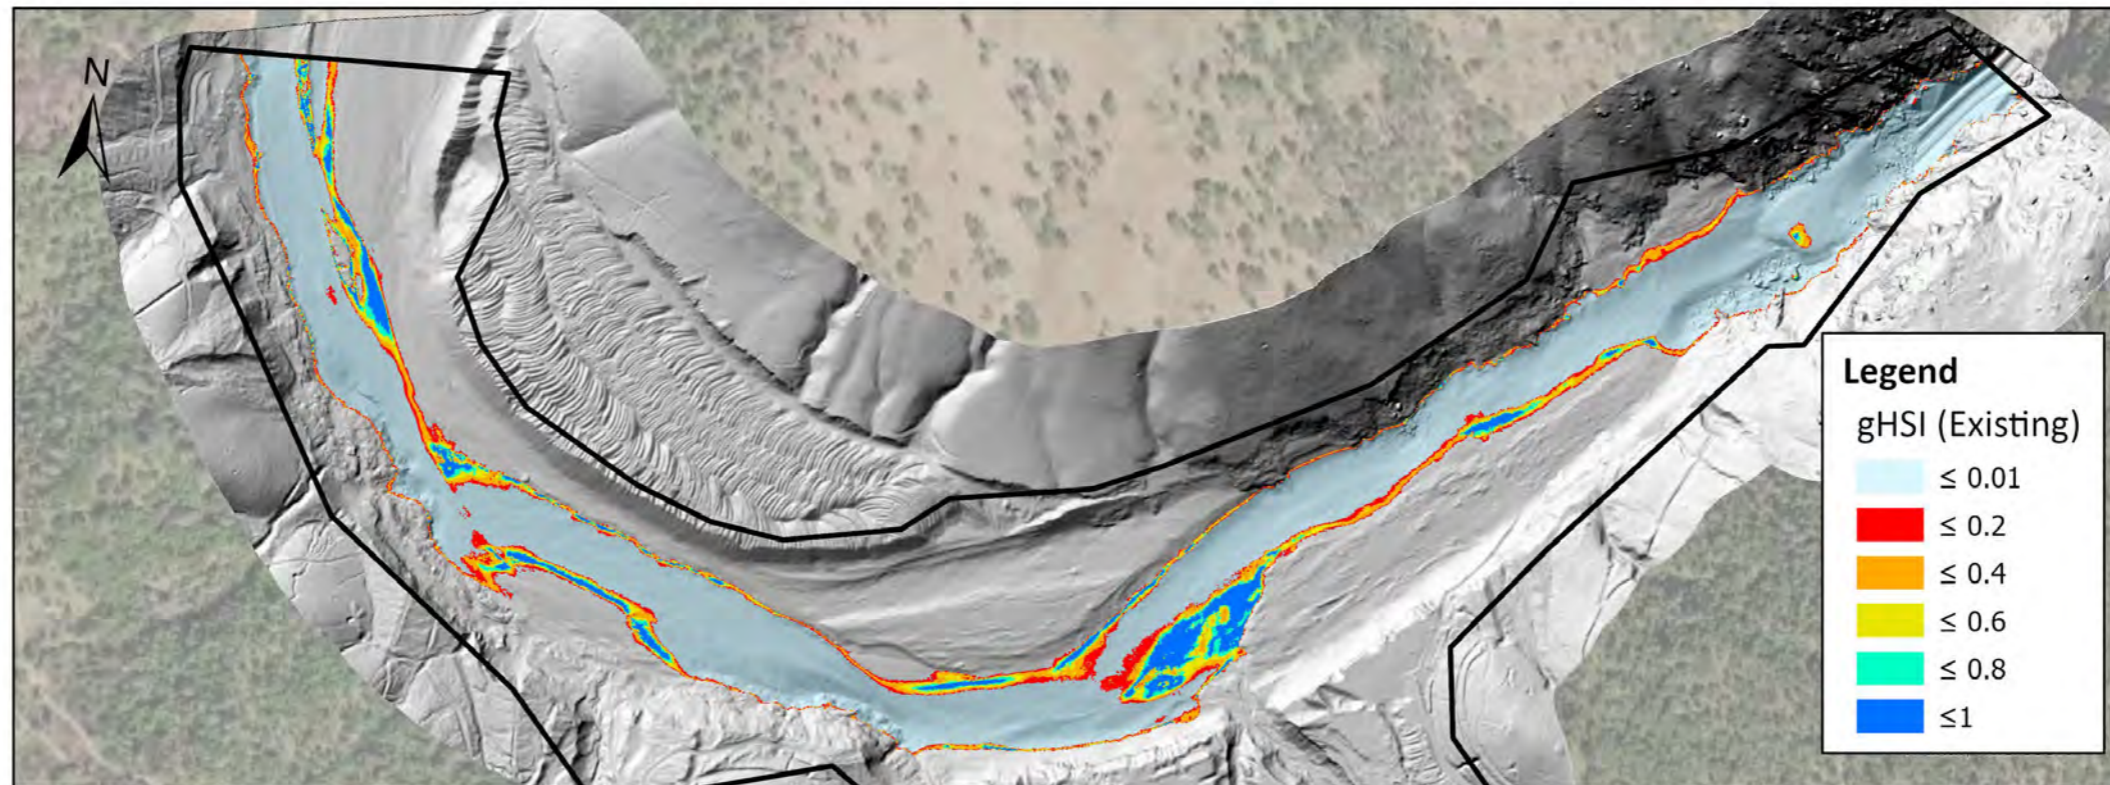 N
Legend
gHSI (Existing)
≤ 0.01
≤ 0.2
≤ 0.4
≤ 0.6
≤ 0.8
≤1